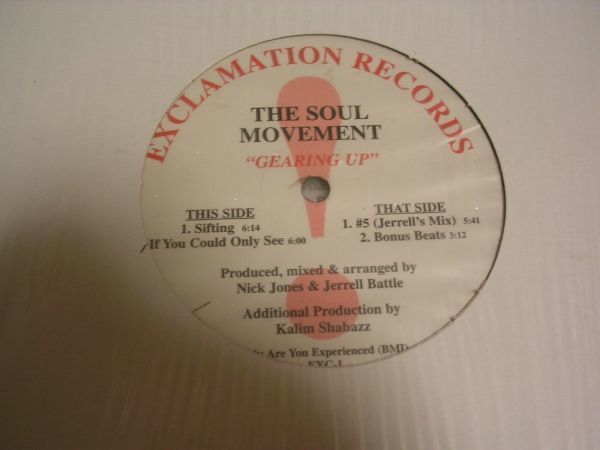 EXCLAMATION RECORDS
THE SOUL
MOVEMENT
"GEARING UP"
THIS SIDE
1. Sifting 6:14
If You Could Only See 6:00
THAT SIDE
1. #5 (Jerrell's Mix) 5:41
2. Bonus Beats 3:12
Produced, mixed & arranged by
Nick Jones & Jerrell Battle
Additional Production by
Kalim Shabazz
Are You Experienced (BMI)
EXC-1